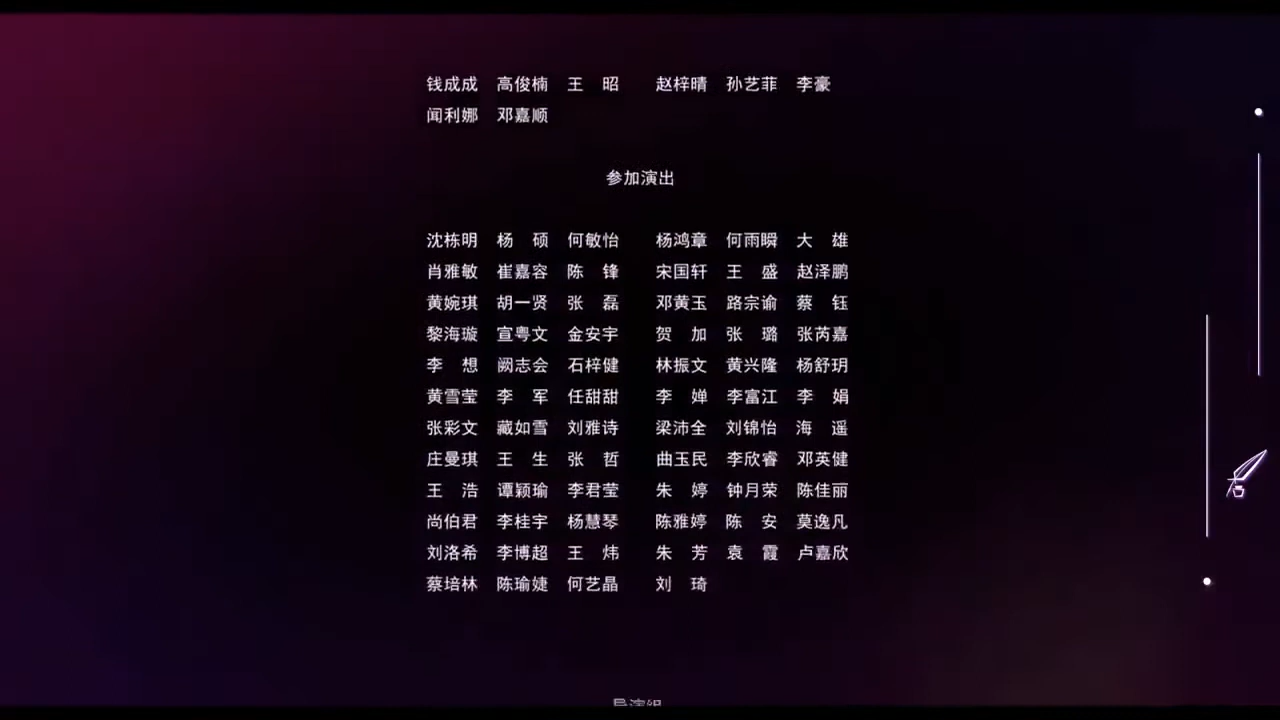 钱成成 高俊楠 王 昭 赵梓晴 孙艺菲 李豪
闻利娜 邓嘉顺
参加演出
沈栋明 杨 硕 何敏怡 杨鸿章 何雨瞬 大 雄
肖雅敏 崔嘉容 陈 锋 宋国轩 王 盛 赵泽鹏
黄婉琪 胡一贤 张 磊 邓黄玉 路宗谕 蔡 钰
黎海璇 宣粤文 金安宇 贺 加 张 璐 张芮嘉
李 想 阙志会 石梓健 林振文 黄兴隆 杨舒玥
黄雪莹 李 军 任甜甜 李 婵 李富江 李 娟
张彩文 藏如雪 刘雅诗 梁沛全 刘锦怡 海 遥
庄曼琪 王 生 张 哲 曲玉民 李欣睿 邓英健
王 浩 谭颖瑜 李君莹 朱 婷 钟月荣 陈佳丽
尚伯君 李桂宇 杨慧琴 陈雅婷 陈 安 莫逸凡
刘洛希 李博超 王 炜 朱 芳 袁 霞 卢嘉欣
蔡培林 陈瑜婕 何艺晶 刘 琦
导演组